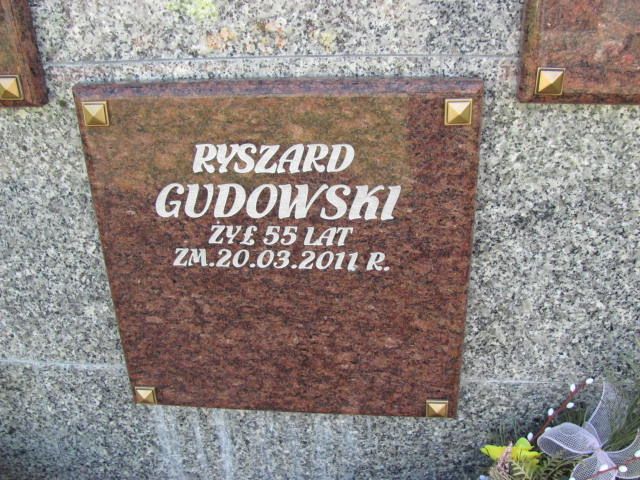 RYSZARD
GUDOWSKI
ŻYŁ 55 LAT
ZM.20.03.2011 R.